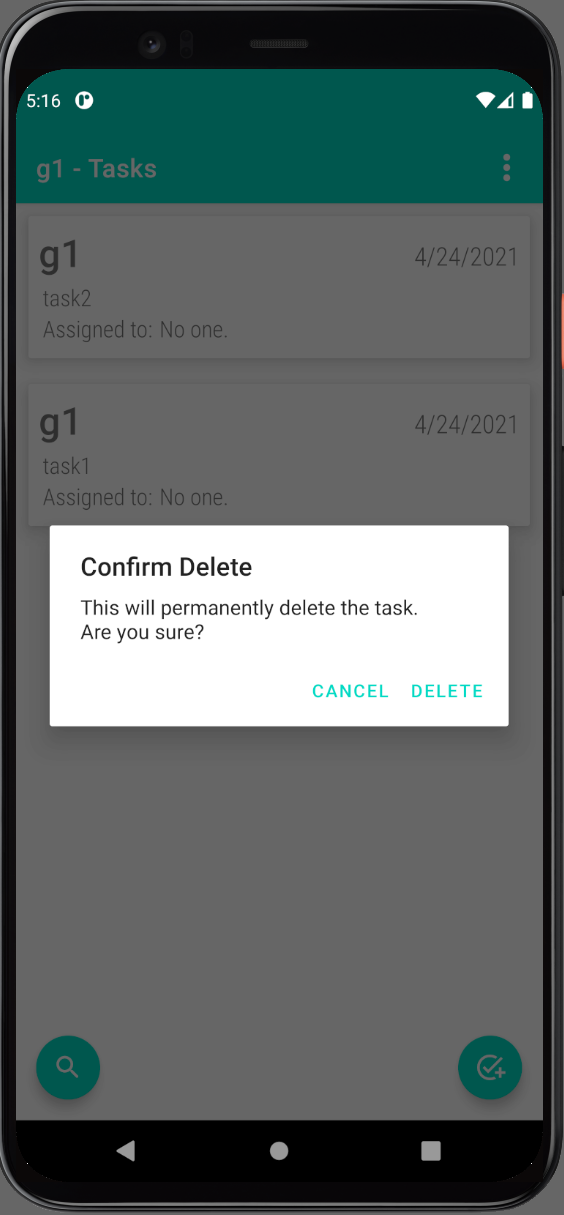 5:16
g1 - Tasks
g1
4/24/2021
task2
Assigned to: No one.
g1
4/24/2021
task1
Assigned to: No one.
Confirm Delete
This will permanently delete the task.
Are you sure?
CANCEL DELETE